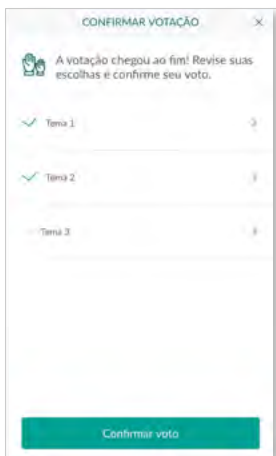 CONFIRMAR VOTAÇÃO
A votação chegou ao fim! Revise suas
escolhas e confirme seu voto.
Tema 1
Tema 2
Tema 3
Confirmar voto